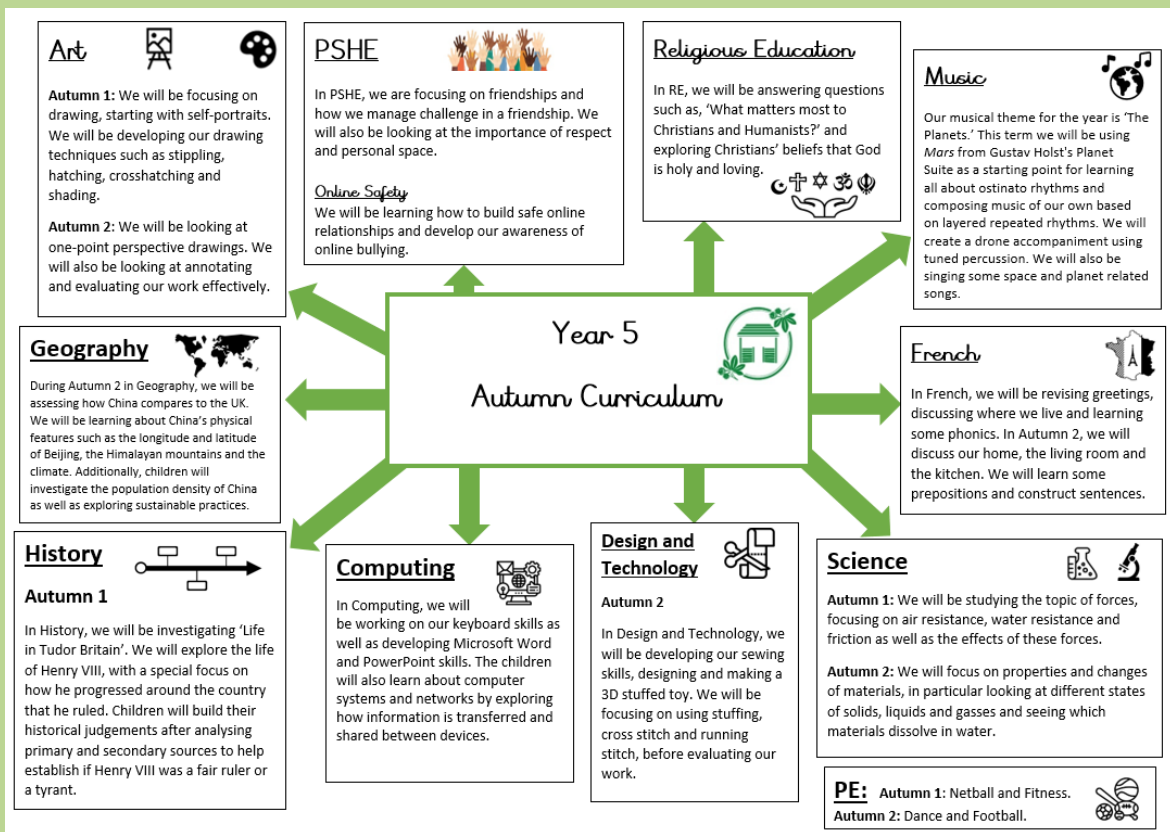 Art
Autumn 1: We will be focusing on
drawing, starting with self-portraits.
We will be developing our drawing
techniques such as stippling,
hatching, crosshatching and
shading.
Autumn 2: We will be looking at
one-point perspective drawings. We
will also be looking at annotating
and evaluating our work effectively.
PSHE
In PSHE, we are focusing on friendships and
how we manage challenge in a friendship. We
will also be looking at the importance of respect
and personal space.
Online Safety
We will be learning how to build safe online
relationships and develop our awareness of
online bullying.
Religious Education
In RE, we will be answering questions
such as, ‘What matters most to
Christians and Humanists?’ and
exploring Christians’ beliefs that God
is holy and loving.
Music
Our musical theme for the year is ‘The
Planets.’ This term we will be using
Mars from Gustav Holst's Planet
Suite as a starting point for learning
all about ostinato rhythms and
composing music of our own based
on layered repeated rhythms. We will
create a drone accompaniment using
tuned percussion. We will also be
singing some space and planet related
songs.
Year 5
Autumn Curriculum
Geography
During Autumn 2 in Geography, we will be
assessing how China compares to the UK.
We will be learning about China’s physical
features such as the longitude and latitude
of Beijing, the Himalayan mountains and the
climate. Additionally, children will
investigate the population density of China
as well as exploring sustainable practices.
French
In French, we will be revising greetings,
discussing where we live and learning
some phonics. In Autumn 2, we will
discuss our home, the living room and
the kitchen. We will learn some
prepositions and construct sentences.
History
Autumn 1
In History, we will be investigating ‘Life
in Tudor Britain’. We will explore the life
of Henry VIII, with a special focus on
how he progressed around the country
that he ruled. Children will build their
historical judgements after analysing
primary and secondary sources to help
establish if Henry VIII was a fair ruler or
a tyrant.
Computing
In Computing, we will
be working on our keyboard skills as
well as developing Microsoft Word
and PowerPoint skills. The children
will also learn about computer
systems and networks by exploring
how information is transferred and
shared between devices.
Design and
Technology
Autumn 2
In Design and Technology, we
will be developing our sewing
skills, designing and making a
3D stuffed toy. We will be
focusing on using stuffing,
cross stitch and running
stitch, before evaluating our
work.
Science
Autumn 1: We will be studying the topic of forces,
focusing on air resistance, water resistance and
friction as well as the effects of these forces.
Autumn 2: We will focus on properties and changes
of materials, in particular looking at different states
of solids, liquids and gasses and seeing which
materials dissolve in water.
PE: Autumn 1: Netball and Fitness.
Autumn 2: Dance and Football.